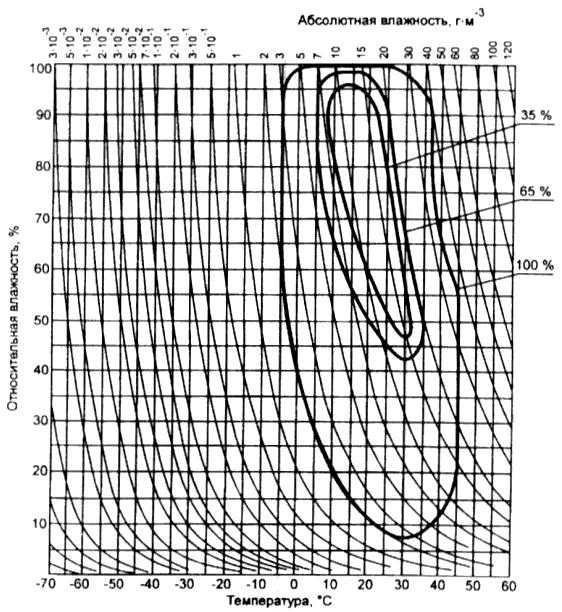 Абсолютная влажность, г·м⁻³
3·10⁻³ 5·10⁻³ 1·10⁻² 2·10⁻² 3·10⁻² 5·10⁻² 7·10⁻² 1·10⁻¹ 2·10⁻¹ 3·10⁻¹ 5·10⁻¹ 1 2 3 5 7 10 15 20 30 40 50 60 80 100 120
100
90
80
70
60
50
40
30
20
10
Относительная влажность, %
35 %
65 %
100 %
-70 -60 -50 -40 -30 -20 -10 0 10 20 30 40 50 60
Температура, °С